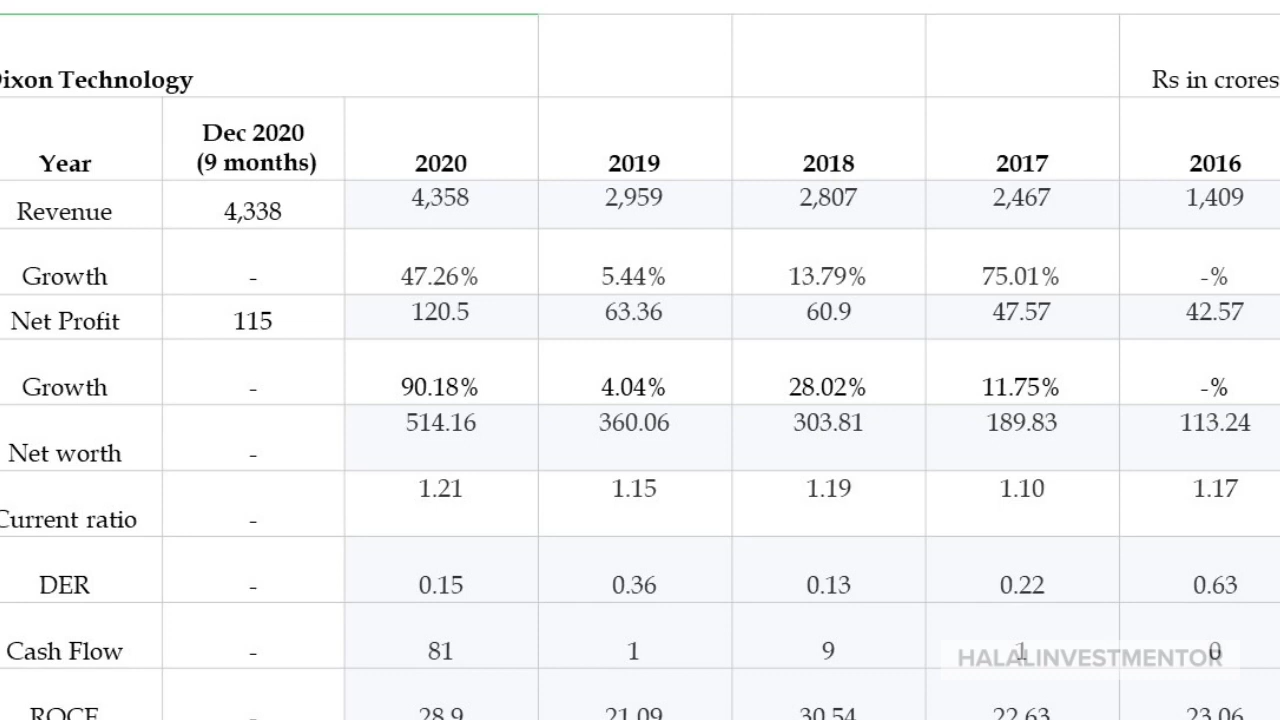 Dixon Technology Rs in crores
Year Dec 2020 (9 months) 2020 2019 2018 2017 2016
Revenue 4,338 4,358 2,959 2,807 2,467 1,409
Growth - 47.26% 5.44% 13.79% 75.01% -%
Net Profit 115 120.5 63.36 60.9 47.57 42.57
Growth - 90.18% 4.04% 28.02% 11.75% -%
Net worth - 514.16 360.06 303.81 189.83 113.24
Current ratio - 1.21 1.15 1.19 1.10 1.17
DER - 0.15 0.36 0.13 0.22 0.63
Cash Flow - 81 1 9 1 0
HALALINVESTMENTOR
ROCE - 28.9 21.09 30.54 22.63 23.06